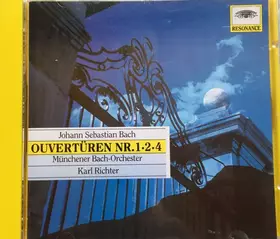 RESONANCE
Johann Sebastian Bach
OUVERTÜREN NR.1·2·4
Münchener Bach-Orchester
Karl Richter